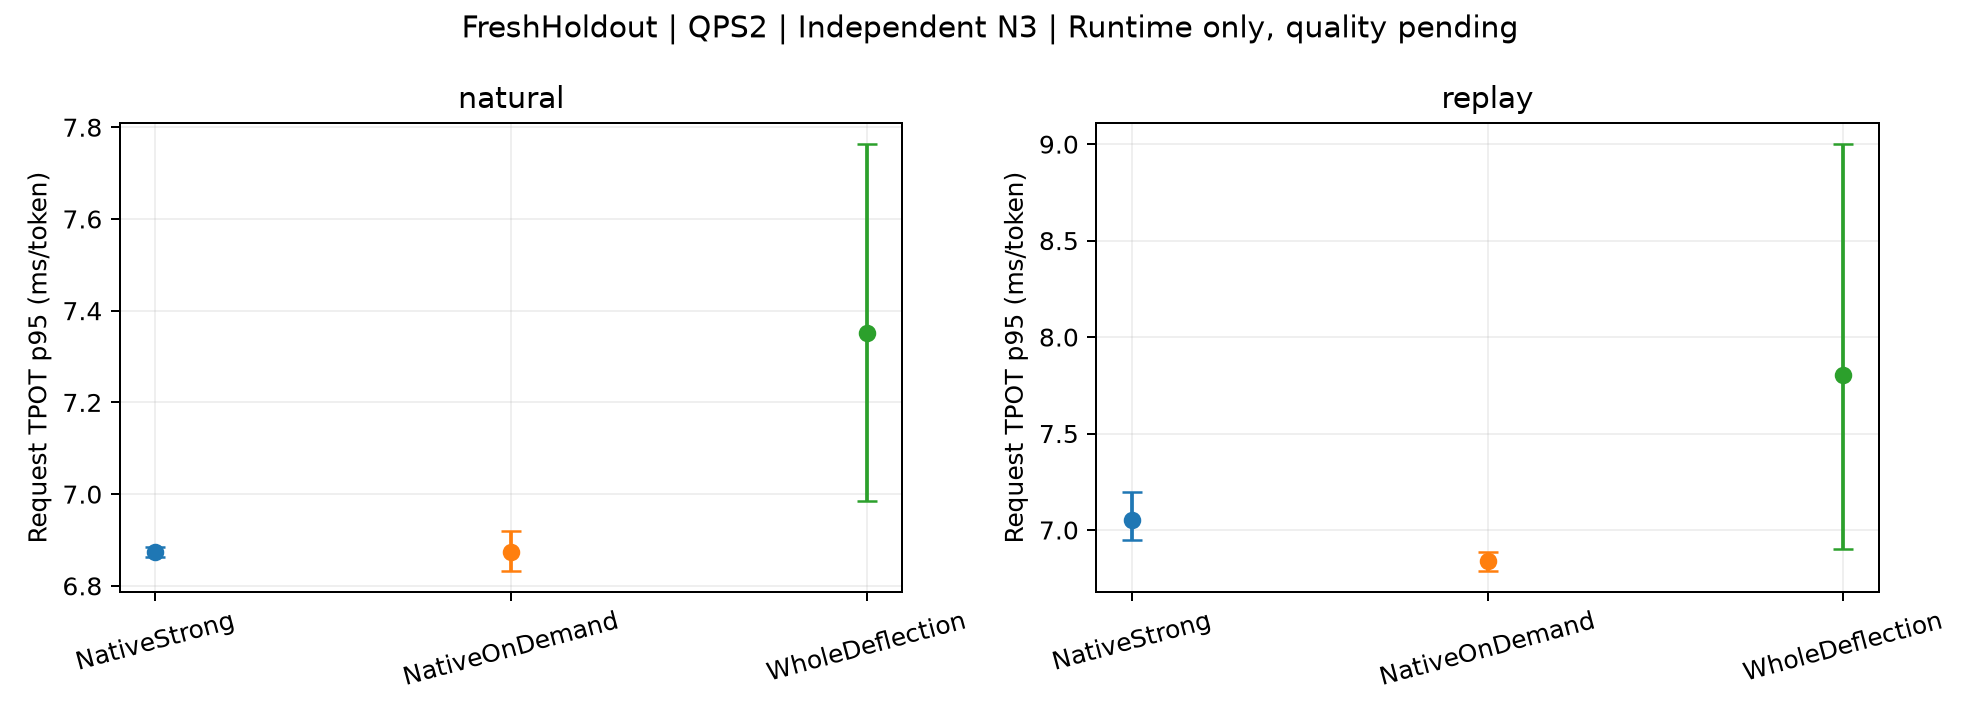 FreshHoldout | QPS2 | Independent N3 | Runtime only, quality pending
natural
Request TPOT p95 (ms/token)
7.8
7.6
7.4
7.2
7.0
6.8
NativeStrong
NativeOnDemand
WholeDeflection
replay
Request TPOT p95 (ms/token)
9.0
8.5
8.0
7.5
7.0
NativeStrong
NativeOnDemand
WholeDeflection